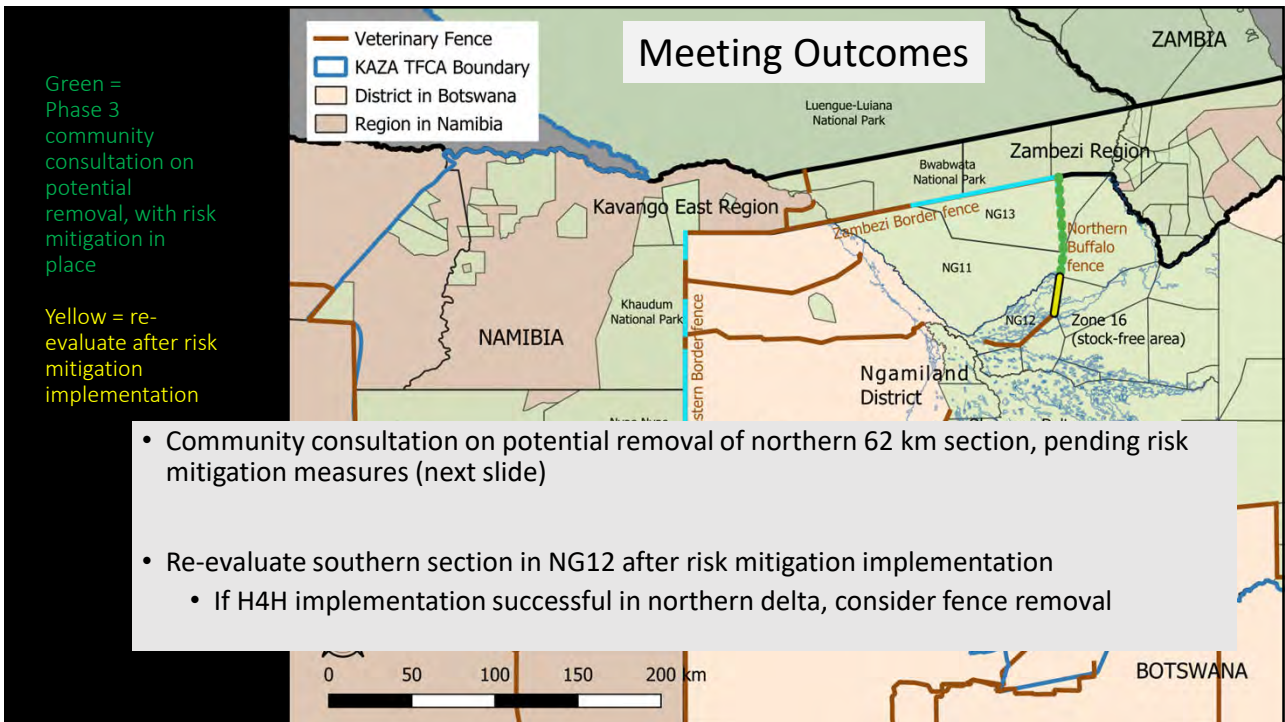 Meeting Outcomes
Green =
Phase 3
community
consultation on
potential
removal, with risk
mitigation in
place
Yellow = re-
evaluate after risk
mitigation
implementation
Veterinary Fence
KAZA TFCA Boundary
District in Botswana
Region in Namibia
ZAMBIA
Luengue-Luiana
National Park
Zambezi Region
Bwabwata
National Park
Kavango East Region
Zambezi Border fence
NG13
Northern
Buffalo
fence
NG11
Khaudum
National Park
NAMIBIA
NG12
Zone 16
(stock-free area)
Border fence
Ngamiland
District
• Community consultation on potential removal of northern 62 km section, pending risk
mitigation measures (next slide)
• Re-evaluate southern section in NG12 after risk mitigation implementation
• If H4H implementation successful in northern delta, consider fence removal
0 50 100 150 200 km
BOTSWANA